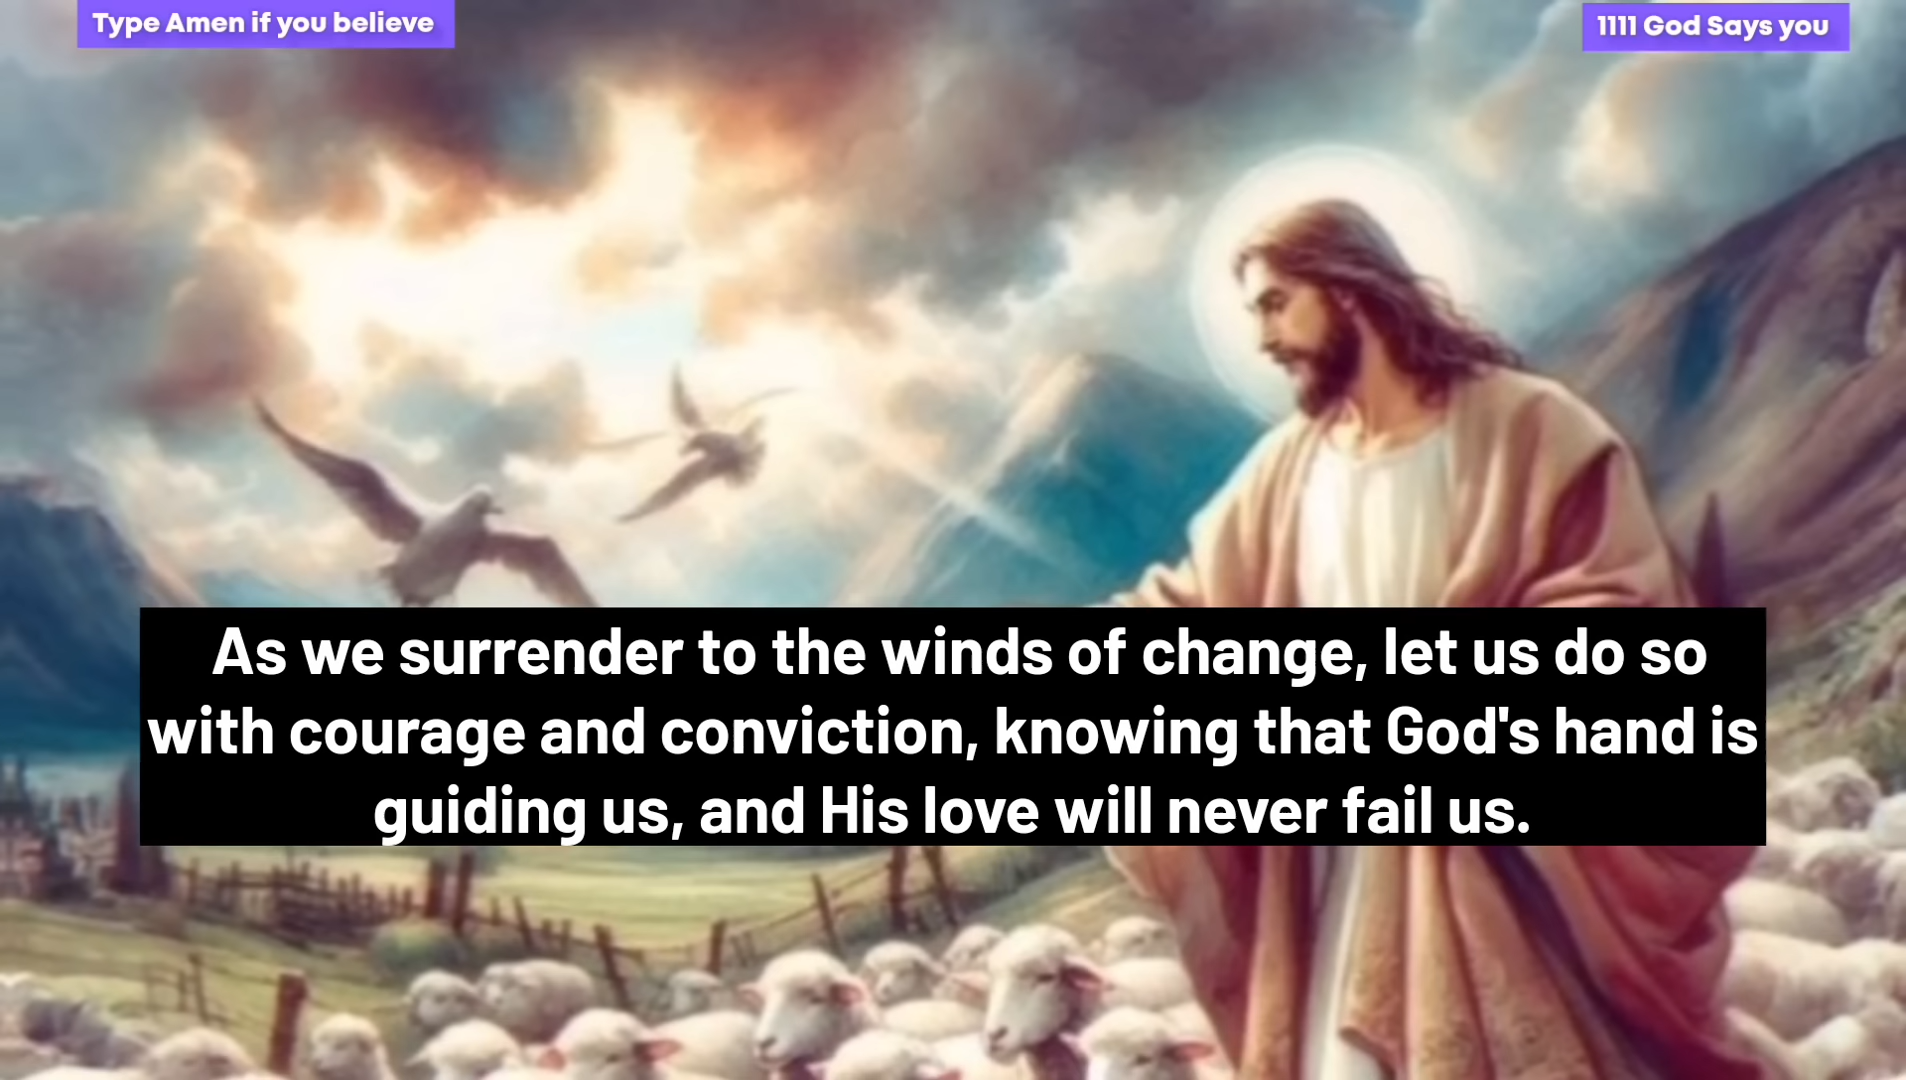 Type Amen if you believe
1111 God Says you
As we surrender to the winds of change, let us do so
with courage and conviction, knowing that God's hand is
guiding us, and His love will never fail us.